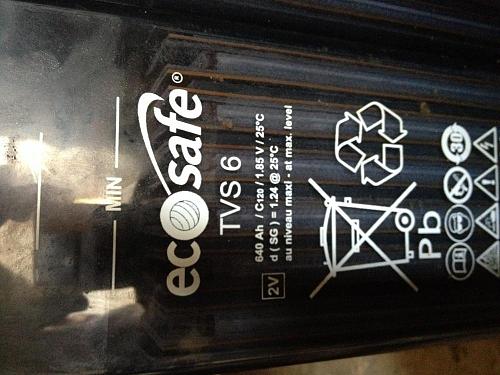 MIN
ecosafe®
TVS 6
640 Ah / C120 / 1.85 V / 25°C
2V d ( SG ) = 1.24 @ 25°C
au niveau maxi - at max. level
Pb
30